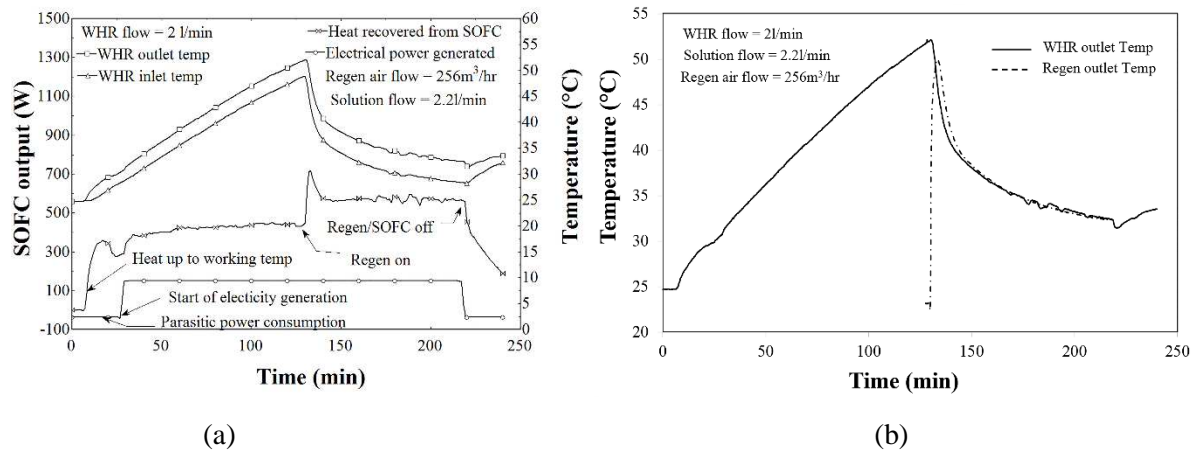 WHR flow = 2 l/min
WHR outlet temp
WHR inlet temp
Heat recovered from SOFC
Electrical power generated
Regen air flow = 256m³/hr
Solution flow = 2.2l/min
1500
1300
1100
900
700
500
300
100
-100
SOFC output (W)
60
55
50
45
40
35
30
25
20
15
10
5
0
Temperature (°C)
Regen/SOFC off
Regen on
Heat up to working temp
Start of electicity generation
Parasitic power consumption
0 50 100 150 200 250
Time (min)
(a)
WHR flow = 2l/min
Solution flow = 2.2l/min
Regen air flow = 256m³/hr
WHR outlet Temp
Regen outlet Temp
55
50
45
40
35
30
25
20
Temperature (°C)
0 50 100 150 200 250
Time (min)
(b)